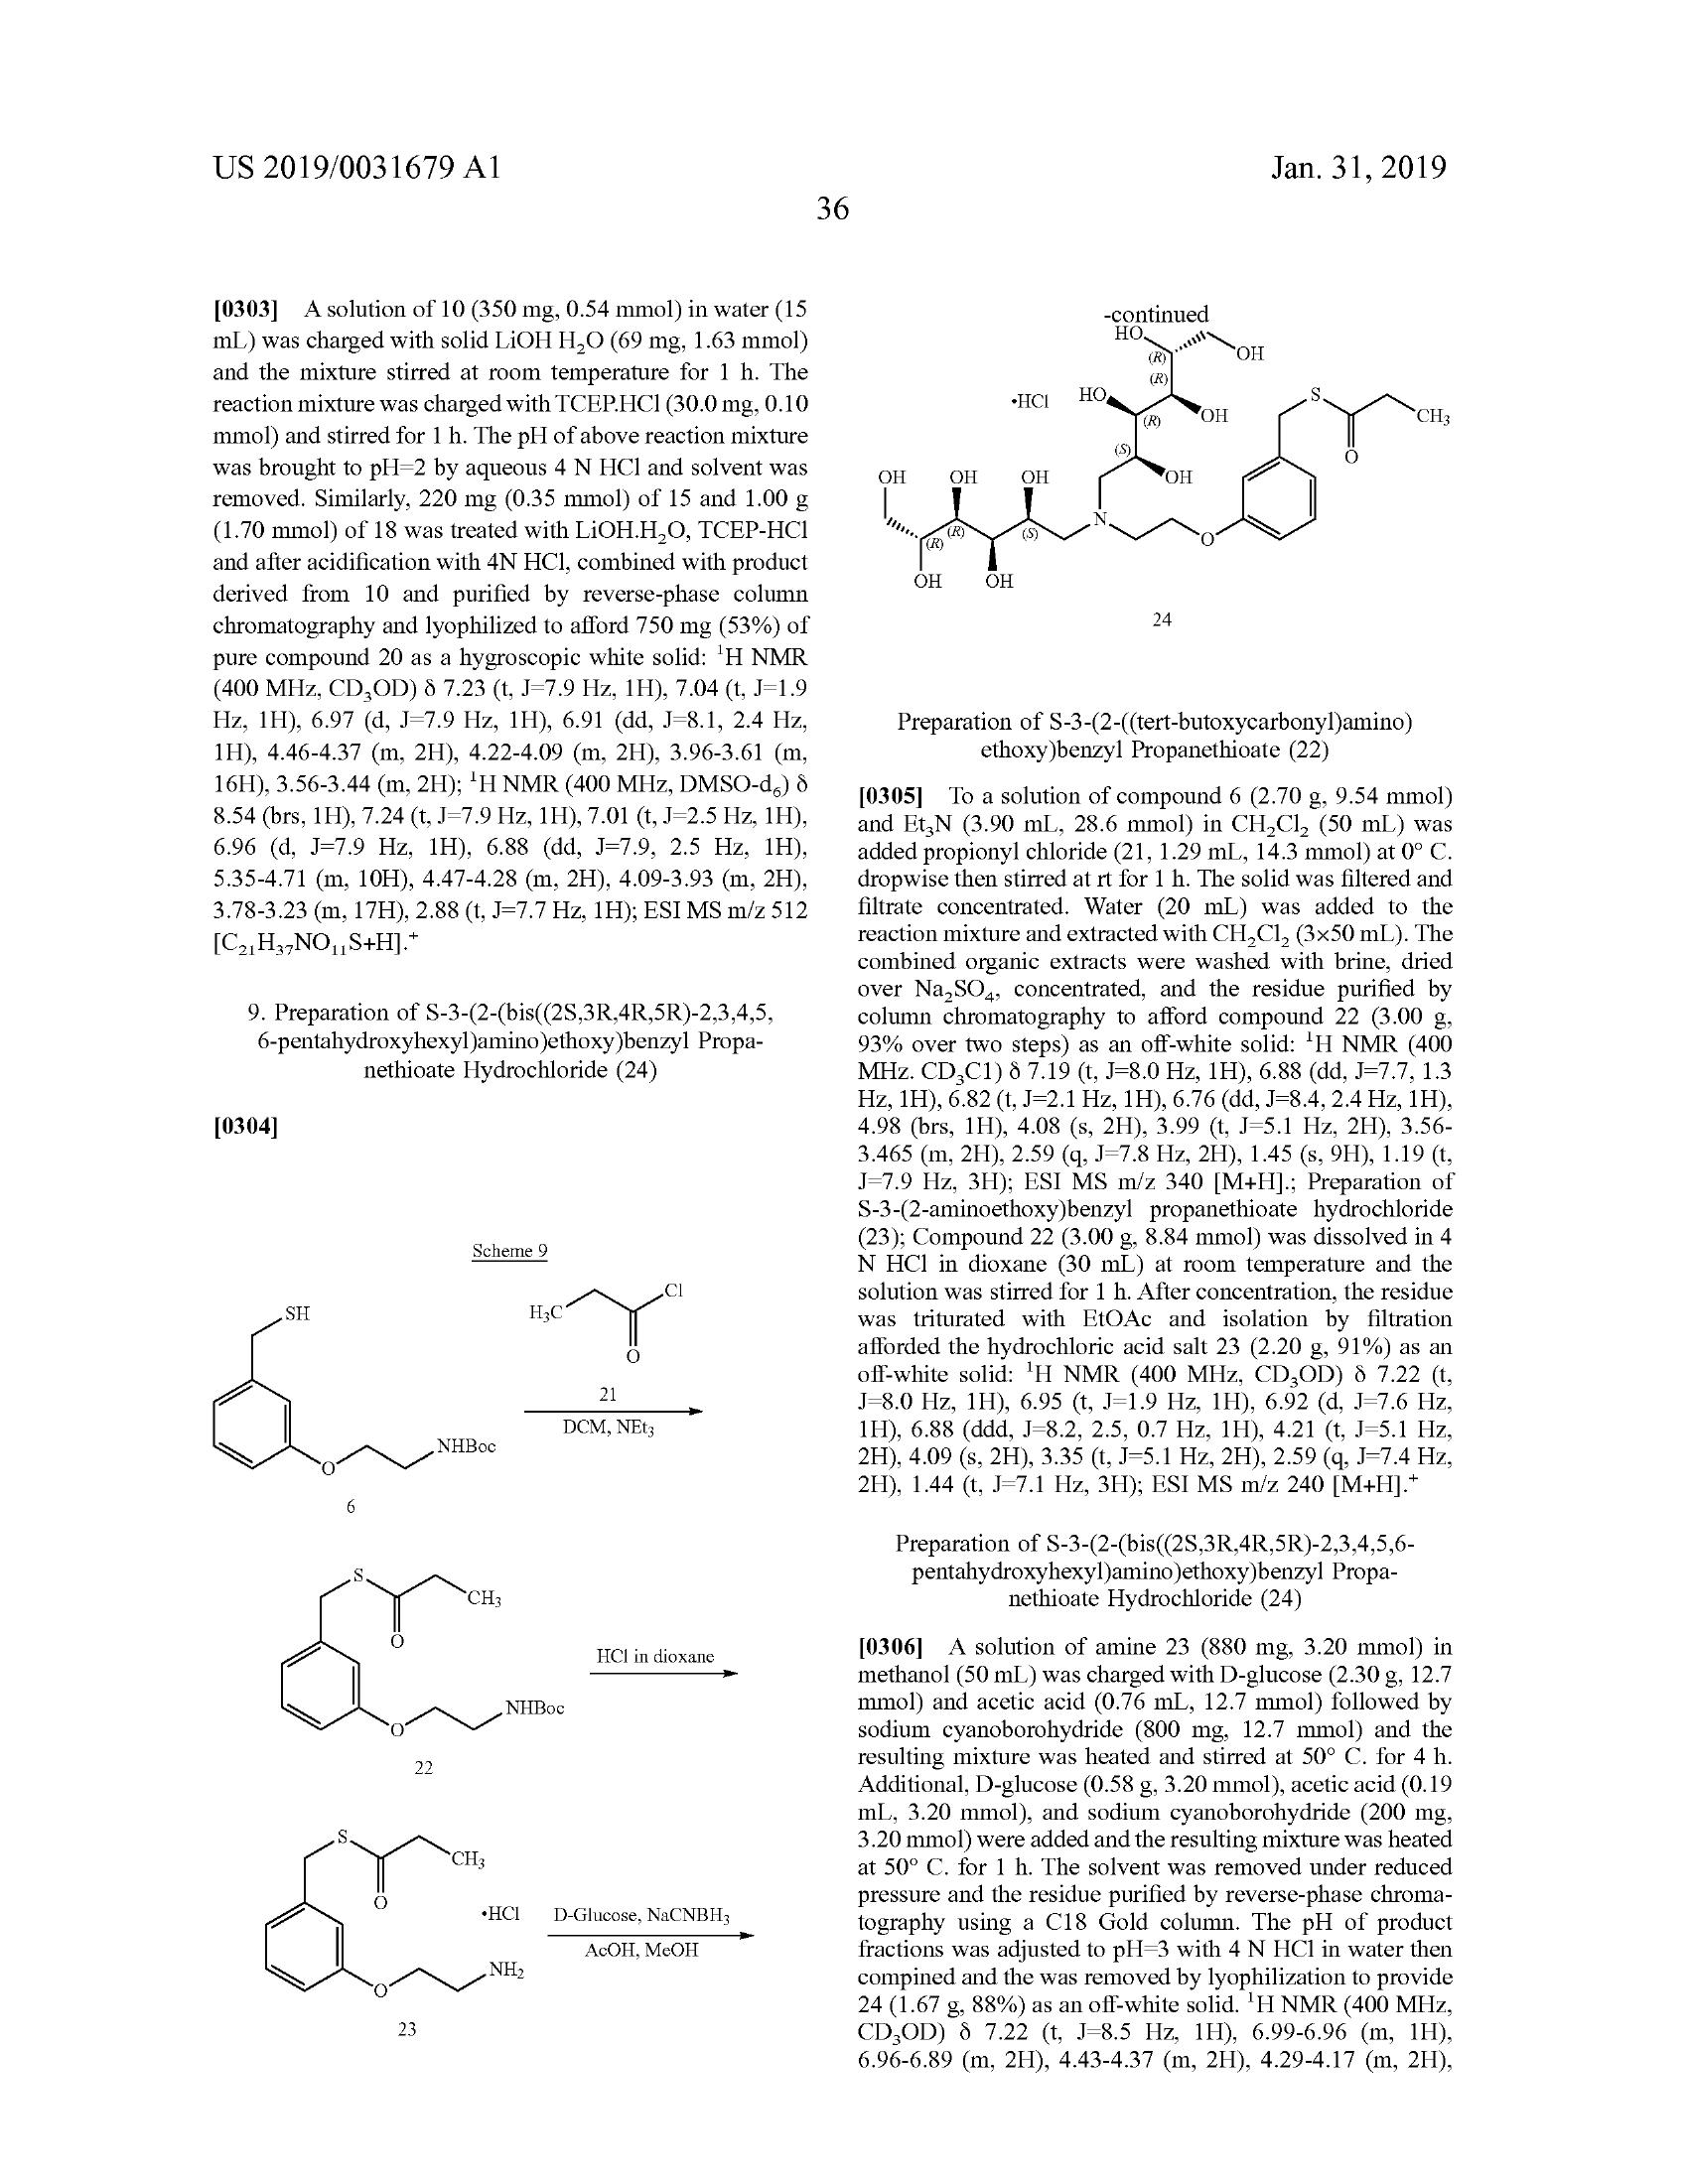 US 2019/0031679 A1
Jan. 31, 2019
36
[0303] A solution of 10 (350 mg, 0.54 mmol) in water (15
mL) was charged with solid LiOH H₂O (69 mg, 1.63 mmol)
and the mixture stirred at room temperature for 1 h. The
reaction mixture was charged with TCEP.HCl (30.0 mg, 0.10
mmol) and stirred for 1 h. The pH of above reaction mixture
was brought to pH=2 by aqueous 4 N HCl and solvent was
removed. Similarly, 220 mg (0.35 mmol) of 15 and 1.00 g
(1.70 mmol) of 18 was treated with LiOH.H₂O, TCEP-HCl
and after acidification with 4N HCl, combined with product
derived from 10 and purified by reverse-phase column
chromatography and lyophilized to afford 750 mg (53%) of
pure compound 20 as a hygroscopic white solid: ¹H NMR
(400 MHz, CD₃OD) δ 7.23 (t, J=7.9 Hz, 1H), 7.04 (t, J=1.9
Hz, 1H), 6.97 (d, J=7.9 Hz, 1H), 6.91 (dd, J=8.1, 2.4 Hz,
1H), 4.46-4.37 (m, 2H), 4.22-4.09 (m, 2H), 3.96-3.61 (m,
16H), 3.56-3.44 (m, 2H); ¹H NMR (400 MHz, DMSO-d₆) δ
8.54 (brs, 1H), 7.24 (t, J=7.9 Hz, 1H), 7.01 (t, J=2.5 Hz, 1H),
6.96 (d, J=7.9 Hz, 1H), 6.88 (dd, J=7.9, 2.5 Hz, 1H),
5.35-4.71 (m, 10H), 4.47-4.28 (m, 2H), 4.09-3.93 (m, 2H),
3.78-3.23 (m, 17H), 2.88 (t, J=7.7 Hz, 1H); ESI MS m/z 512
[C₂₁H₃₇NO₁₁S+H].⁺
9. Preparation of S-3-(2-(bis((2S,3R,4R,5R)-2,3,4,5,
6-pentahydroxyhexyl)amino)ethoxy)benzyl Propa-
nethioate Hydrochloride (24)
[0304]
Scheme 9
SH
NHBoc
O
6
H₃C
Cl
O
21
DCM, NEt₃
S
CH₃
O
NHBoc
O
22
HCl in dioxane
S
CH₃
O
•HCl
NH₂
O
23
D-Glucose, NaCNBH₃
AcOH, MeOH
-continued
HO
(R)
OH
(R)
•HCl
HO
(R)
OH
S
CH₃
O
(S)
OH
OH
OH
OH
N
(R)
(R)
(S)
O
OH
OH
24
Preparation of S-3-(2-((tert-butoxycarbonyl)amino)
ethoxy)benzyl Propanethioate (22)
[0305] To a solution of compound 6 (2.70 g, 9.54 mmol)
and Et₃N (3.90 mL, 28.6 mmol) in CH₂Cl₂ (50 mL) was
added propionyl chloride (21, 1.29 mL, 14.3 mmol) at 0° C.
dropwise then stirred at rt for 1 h. The solid was filtered and
filtrate concentrated. Water (20 mL) was added to the
reaction mixture and extracted with CH₂Cl₂ (3x50 mL). The
combined organic extracts were washed with brine, dried
over Na₂SO₄, concentrated, and the residue purified by
column chromatography to afford compound 22 (3.00 g,
93% over two steps) as an off-white solid: ¹H NMR (400
MHz. CD₃C1) δ 7.19 (t, J=8.0 Hz, 1H), 6.88 (dd, J=7.7, 1.3
Hz, 1H), 6.82 (t, J=2.1 Hz, 1H), 6.76 (dd, J=8.4, 2.4 Hz, 1H),
4.98 (brs, 1H), 4.08 (s, 2H), 3.99 (t, J=5.1 Hz, 2H), 3.56-
3.465 (m, 2H), 2.59 (q, J=7.8 Hz, 2H), 1.45 (s, 9H), 1.19 (t,
J=7.9 Hz, 3H); ESI MS m/z 340 [M+H].; Preparation of
S-3-(2-aminoethoxy)benzyl propanethioate hydrochloride
(23); Compound 22 (3.00 g, 8.84 mmol) was dissolved in 4
N HCl in dioxane (30 mL) at room temperature and the
solution was stirred for 1 h. After concentration, the residue
was triturated with EtOAc and isolation by filtration
afforded the hydrochloric acid salt 23 (2.20 g, 91%) as an
off-white solid: ¹H NMR (400 MHz, CD₃OD) δ 7.22 (t,
J=8.0 Hz, 1H), 6.95 (t, J=1.9 Hz, 1H), 6.92 (d, J=7.6 Hz,
1H), 6.88 (ddd, J=8.2, 2.5, 0.7 Hz, 1H), 4.21 (t, J=5.1 Hz,
2H), 4.09 (s, 2H), 3.35 (t, J=5.1 Hz, 2H), 2.59 (q, J=7.4 Hz,
2H), 1.44 (t, J=7.1 Hz, 3H); ESI MS m/z 240 [M+H].⁺
Preparation of S-3-(2-(bis((2S,3R,4R,5R)-2,3,4,5,6-
pentahydroxyhexyl)amino)ethoxy)benzyl Propa-
nethioate Hydrochloride (24)
[0306] A solution of amine 23 (880 mg, 3.20 mmol) in
methanol (50 mL) was charged with D-glucose (2.30 g, 12.7
mmol) and acetic acid (0.76 mL, 12.7 mmol) followed by
sodium cyanoborohydride (800 mg, 12.7 mmol) and the
resulting mixture was heated and stirred at 50° C. for 4 h.
Additional, D-glucose (0.58 g, 3.20 mmol), acetic acid (0.19
mL, 3.20 mmol), and sodium cyanoborohydride (200 mg,
3.20 mmol) were added and the resulting mixture was heated
at 50° C. for 1 h. The solvent was removed under reduced
pressure and the residue purified by reverse-phase chroma-
tography using a C18 Gold column. The pH of product
fractions was adjusted to pH=3 with 4 N HCl in water then
compined and the was removed by lyophilization to provide
24 (1.67 g, 88%) as an off-white solid. ¹H NMR (400 MHz,
CD₃OD) δ 7.22 (t, J=8.5 Hz, 1H), 6.99-6.96 (m, 1H),
6.96-6.89 (m, 2H), 4.43-4.37 (m, 2H), 4.29-4.17 (m, 2H),